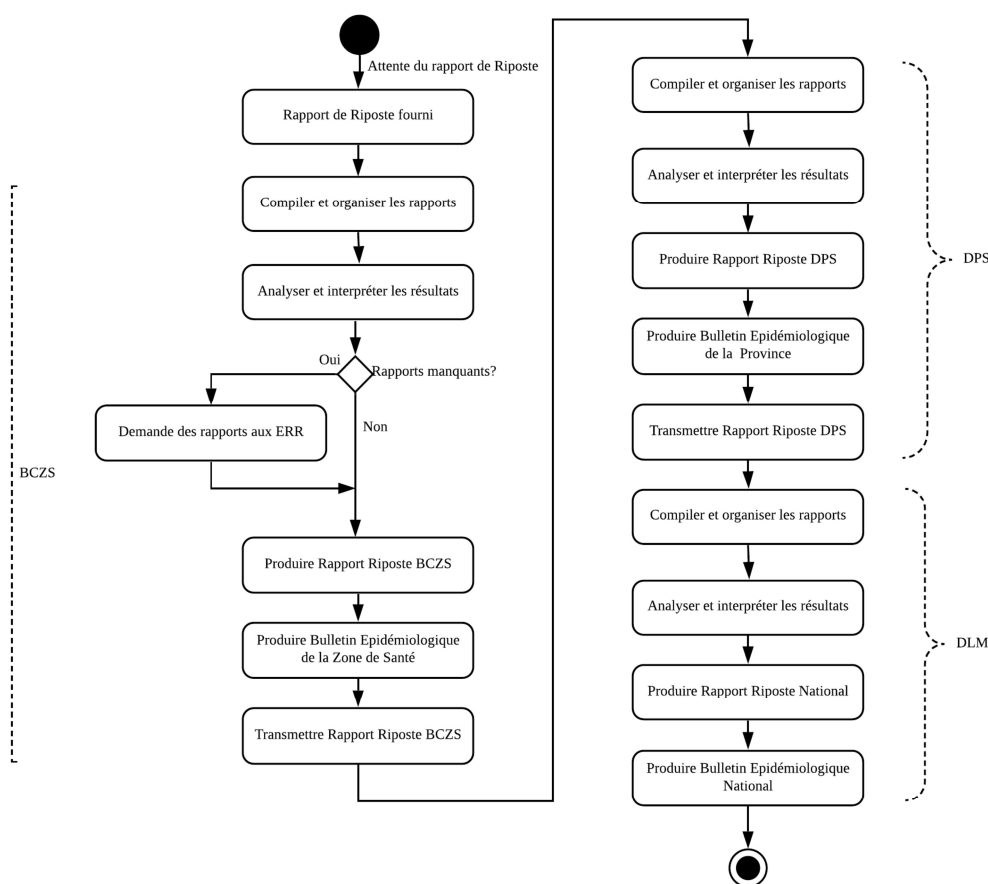 Attente du rapport de Riposte
Rapport de Riposte fourni
Compiler et organiser les rapports
Analyser et interpréter les résultats
Oui
Rapports manquants?
Demande des rapports aux ERR
Non
BCZS
Produire Rapport Riposte BCZS
Produire Bulletin Epidémiologique
de la Zone de Santé
Transmettre Rapport Riposte BCZS
Compiler et organiser les rapports
Analyser et interpréter les résultats
Produire Rapport Riposte DPS
DPS
Produire Bulletin Epidémiologique
de la Province
Transmettre Rapport Riposte DPS
Compiler et organiser les rapports
Analyser et interpréter les résultats
DLM
Produire Rapport Riposte National
Produire Bulletin Epidémiologique
National